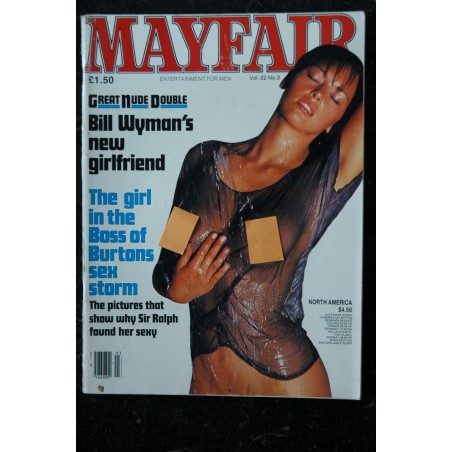 MAYFAIR
£1.50
ENTERTAINMENT FOR MEN
Vol. 22 No.3
GREAT NUDE DOUBLE
Bill Wyman's
new
girlfriend
The girl
in the
Boss of
Burtons
sex
storm
The pictures that
show why Sir Ralph
found her sexy
NORTH AMERICA
$4.50